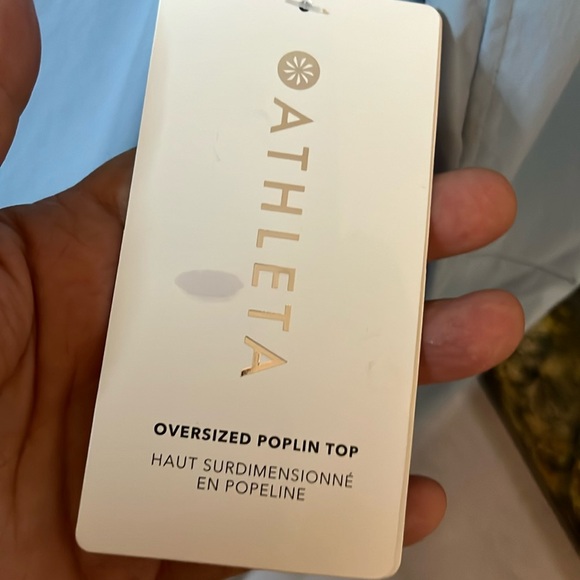 ATHLETA
OVERSIZED POPLIN TOP
HAUT SURDIMENSIONNÉ
EN POPELINE